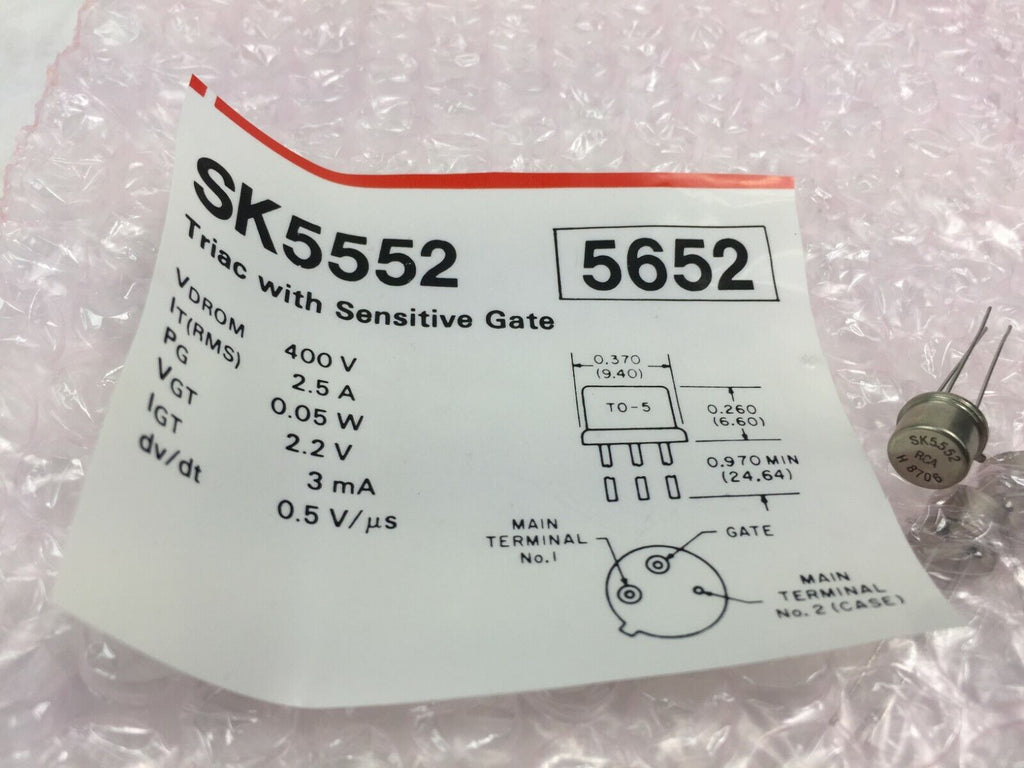 SK5552
5652
Triac with Sensitive Gate
VDROM 400 V
IT(RMS) 2.5 A
PG 0.05 W
VGT 2.2 V
IGT 3 mA
dv/dt 0.5 V/µs
0.370
(9.40)
TO-5
0.260
(6.60)
0.970 MIN
(24.64)
MAIN
TERMINAL
No.1
GATE
MAIN
TERMINAL
No. 2 (CASE)
SK5552
RCA
H 8706